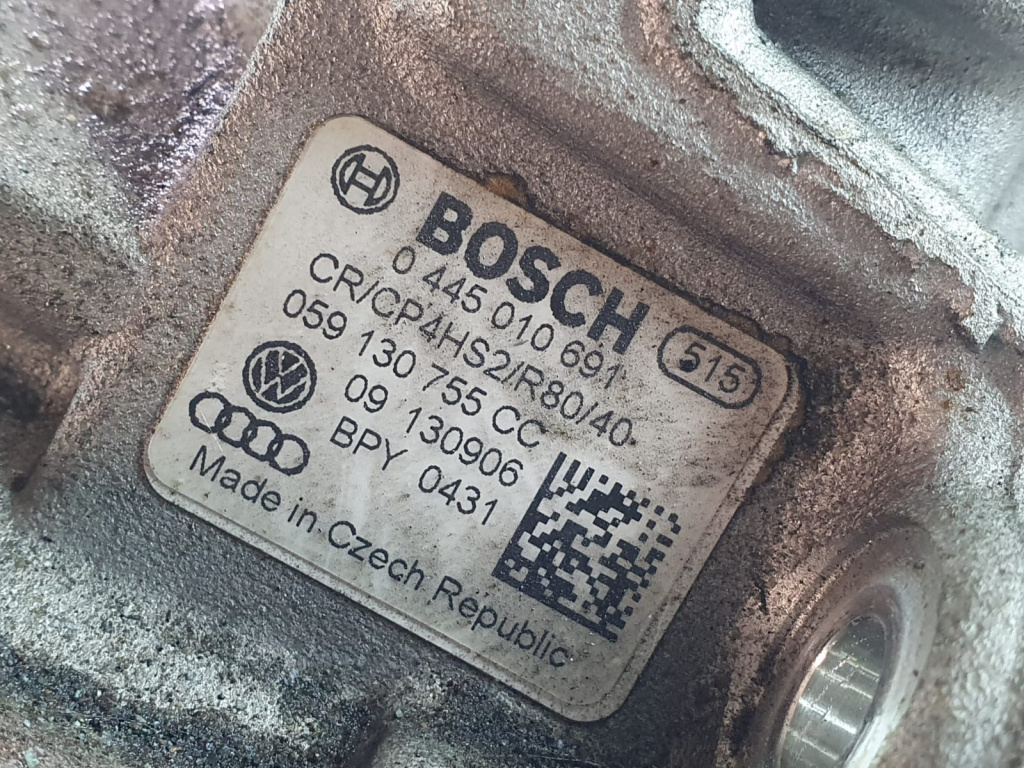 BOSCH
0 445 010 691
515
CR/CP4HS2/R80/40
059 130 755 CC
09 130906
BPY 0431
Made in Czech Republic